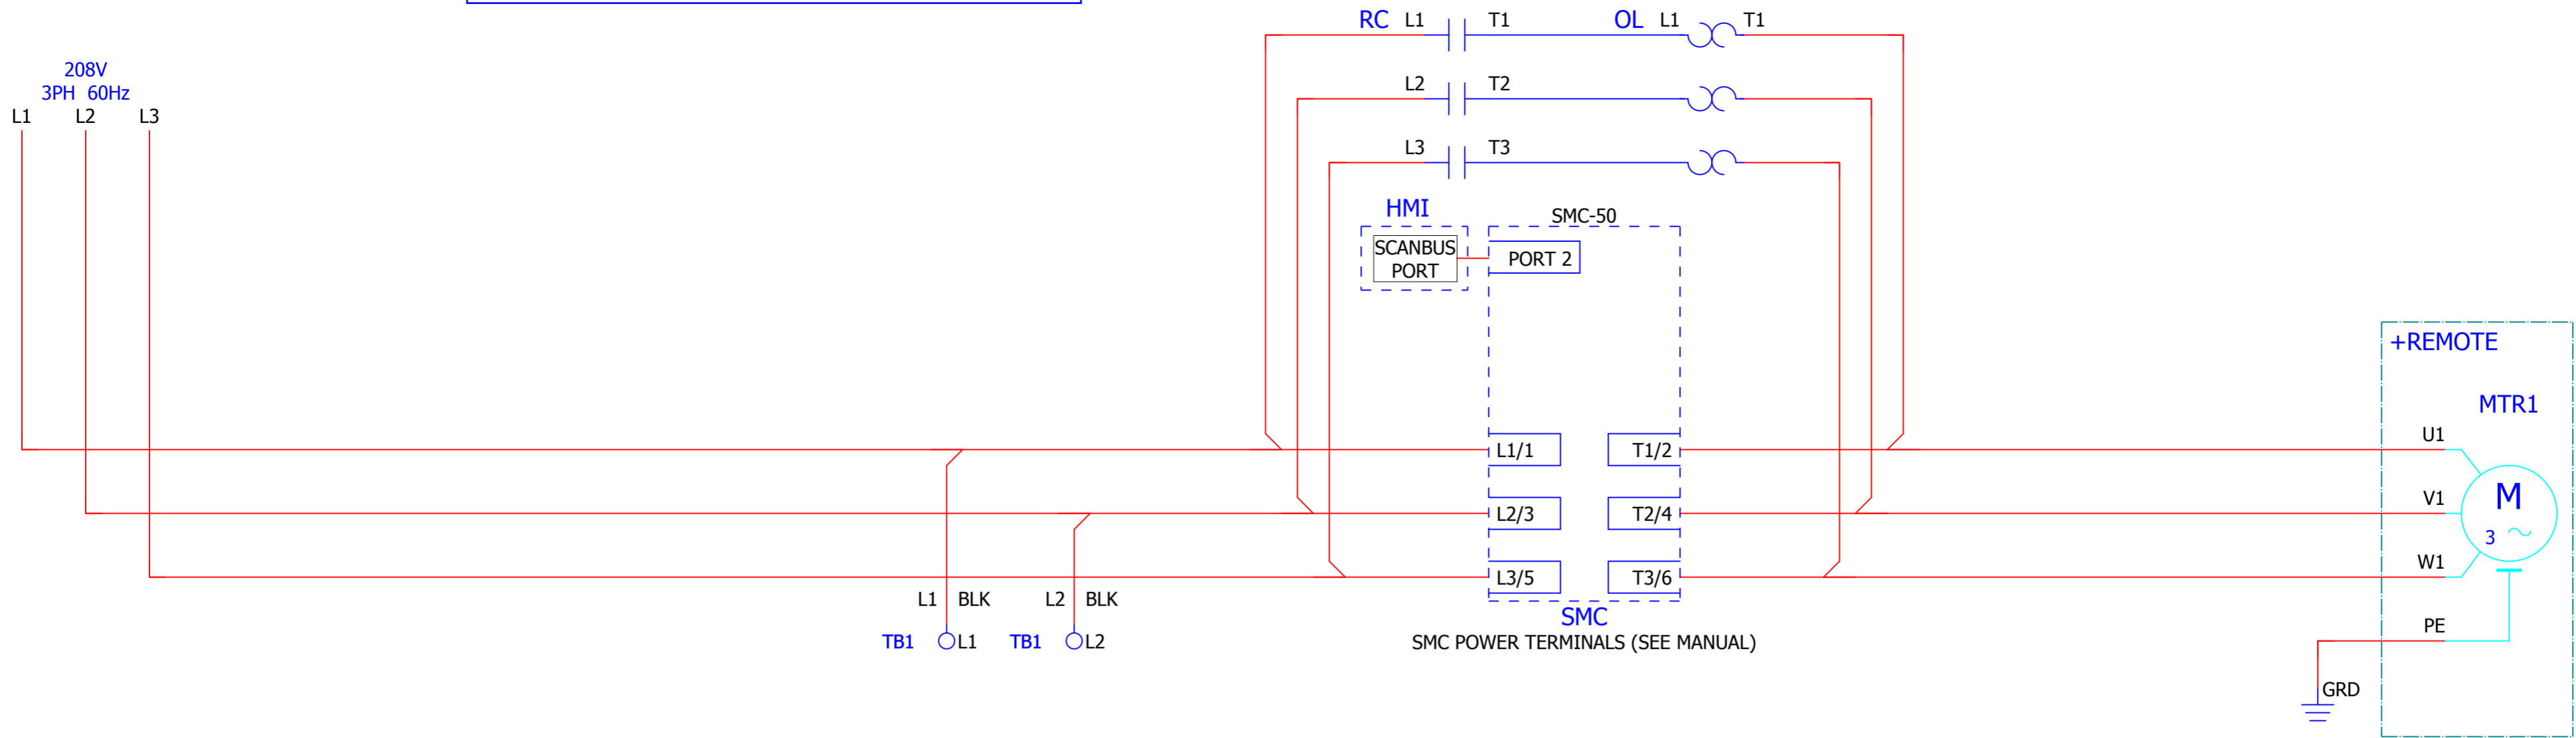 RC L1 T1 OL L1 T1
208V
3PH 60Hz
L1 L2 L3
L2 T2
L3 T3
HMI
SCANBUS
PORT
SMC-50
PORT 2
+REMOTE
MTR1
L1/1 T1/2 U1
L2/3 T2/4 V1
M
3
L3/5 T3/6 W1
L1 BLK L2 BLK
SMC
TB1 L1 TB1 L2
SMC POWER TERMINALS (SEE MANUAL)
PE
GRD